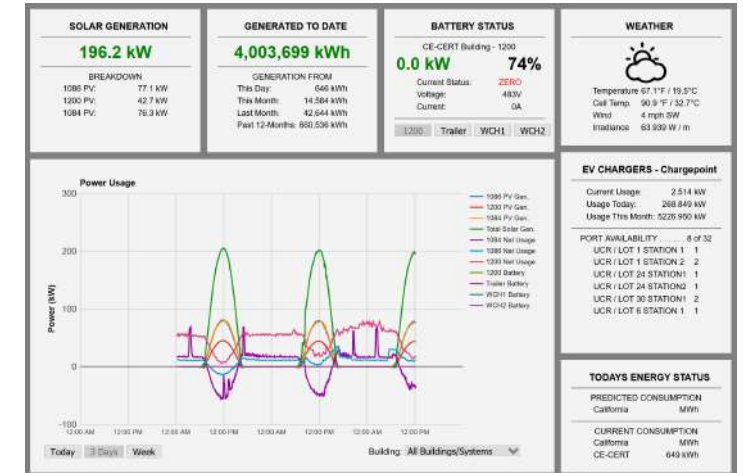 SOLAR GENERATION
196.2 kW
BREAKDOWN
1086 PV: 77.1 kW
1200 PV: 42.7 kW
1084 PV: 76.3 kW
GENERATED TO DATE
4,003,699 kWh
GENERATION FROM
This Day: 646 kWh
This Month: 14,584 kWh
Last Month: 42,644 kWh
Past 12-Months: 660,536 kWh
BATTERY STATUS
CE-CERT Building - 1200
0.0 kW 74%
Current Status: ZERO
Voltage: 483V
Current: 0A
1200 Trailer WCH1 WCH2
WEATHER
Temperature 67.1°F / 19.5°C
Cell Temp. 90.9 °F / 32.7°C
Wind 4 mph SW
Irradiance 63.939 W / m
Power Usage
Power (kW)
300
200
100
0
-100
12:00 AM 12:00 PM 12:00 AM 12:00 PM 12:00 AM 12:00 PM 12:00 AM 12:00 PM
1086 PV Gen.
1200 PV Gen.
1084 PV Gen.
Total Solar Gen.
1084 Net Usage
1086 Net Usage
1200 Net Usage
1200 Battery
Trailer Battery
WCH1 Battery
WCH2 Battery
Today 3 Days Week
Building: All Buildings/Systems
EV CHARGERS - Chargepoint
Current Usage: 2.514 kW
Usage Today: 268.849 kW
Usage This Month: 5226.950 kW
PORT AVAILABILITY . . . . . . 8 of 32
UCR / LOT 1 STATION 1 1
UCR / LOT 1 STATION 2 2
UCR / LOT 24 STATION1 1
UCR / LOT 24 STATION2 1
UCR / LOT 30 STATION1 2
UCR / LOT 6 STATION 1 1
TODAYS ENERGY STATUS
PREDICTED CONSUMPTION
California MWh
CURRENT CONSUMPTION
California MWh
CE-CERT 649 kWh